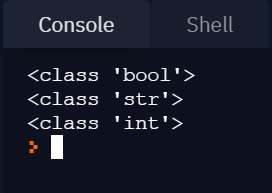 Console Shell
<class 'bool'>
<class 'str'>
<class 'int'>
>